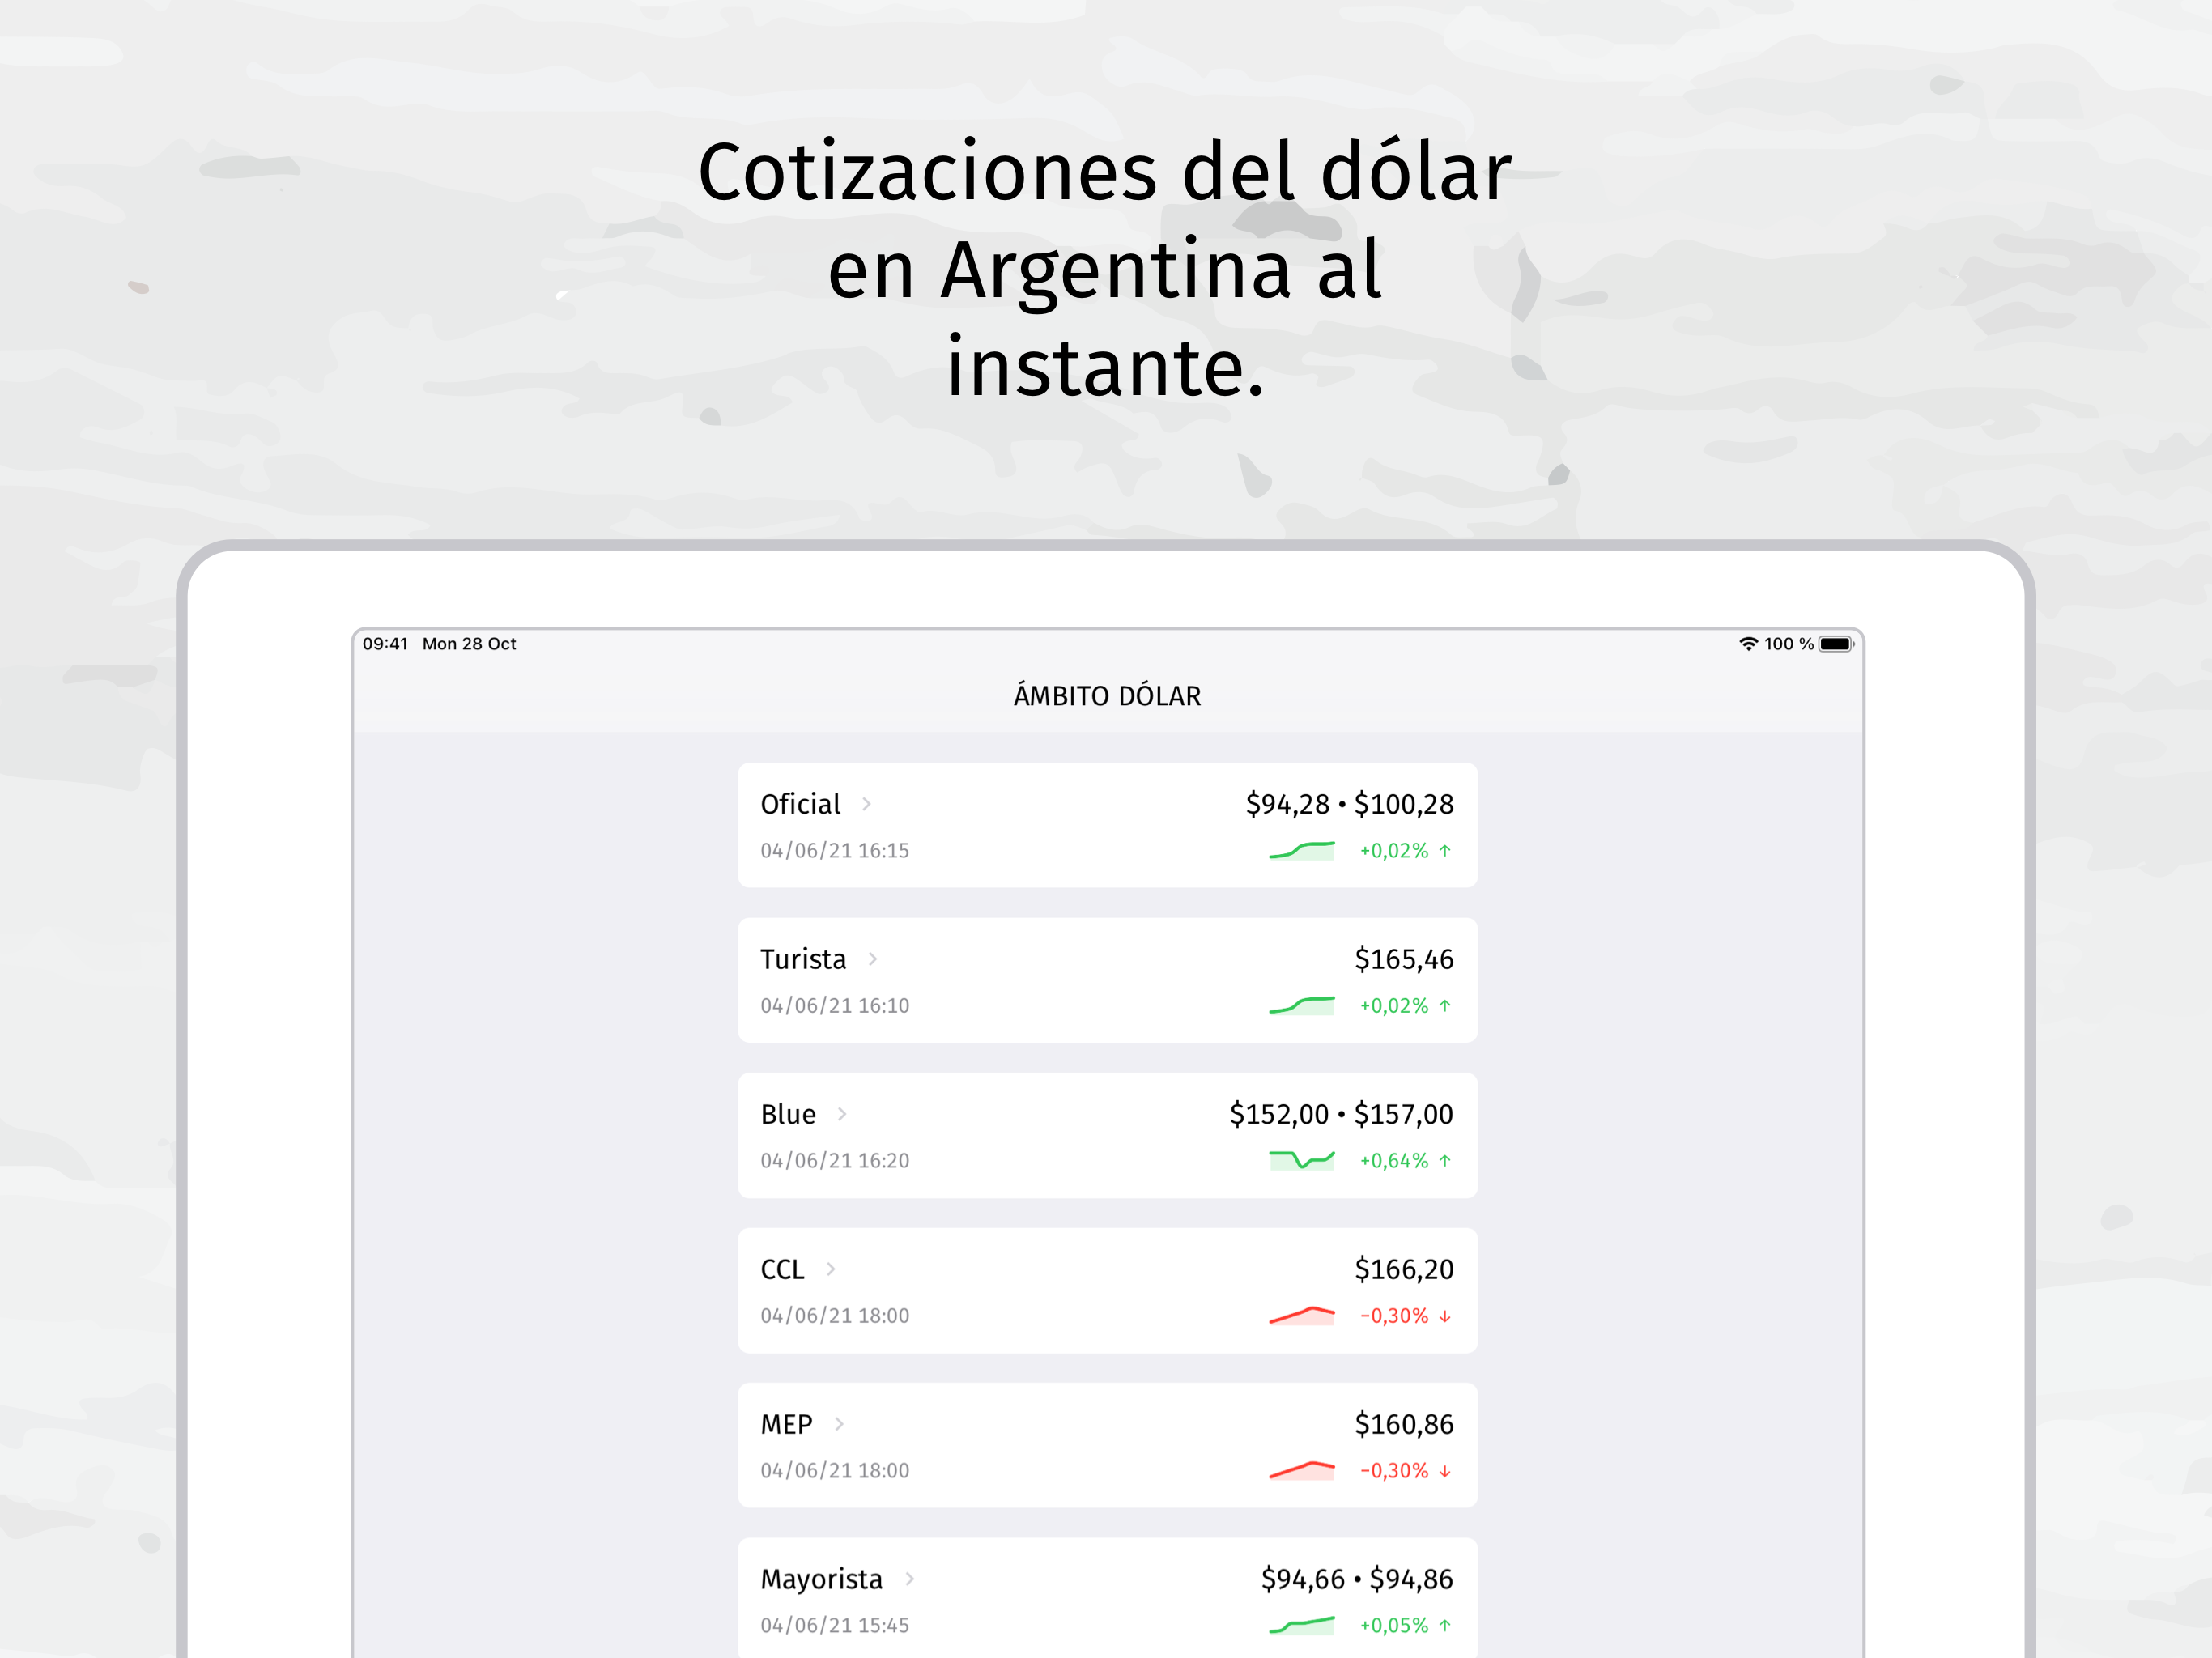 Cotizaciones del dólar
en Argentina al
instante.
09:41 Mon 28 Oct 100 %
ÁMBITO DÓLAR
Oficial > $94,28 • $100,28
04/06/21 16:15 +0,02% ↑
Turista > $165,46
04/06/21 16:10 +0,02% ↑
Blue > $152,00 • $157,00
04/06/21 16:20 +0,64% ↑
CCL > $166,20
04/06/21 18:00 −0,30% ↓
MEP > $160,86
04/06/21 18:00 −0,30% ↓
Mayorista > $94,66 • $94,86
04/06/21 15:45 +0,05% ↑